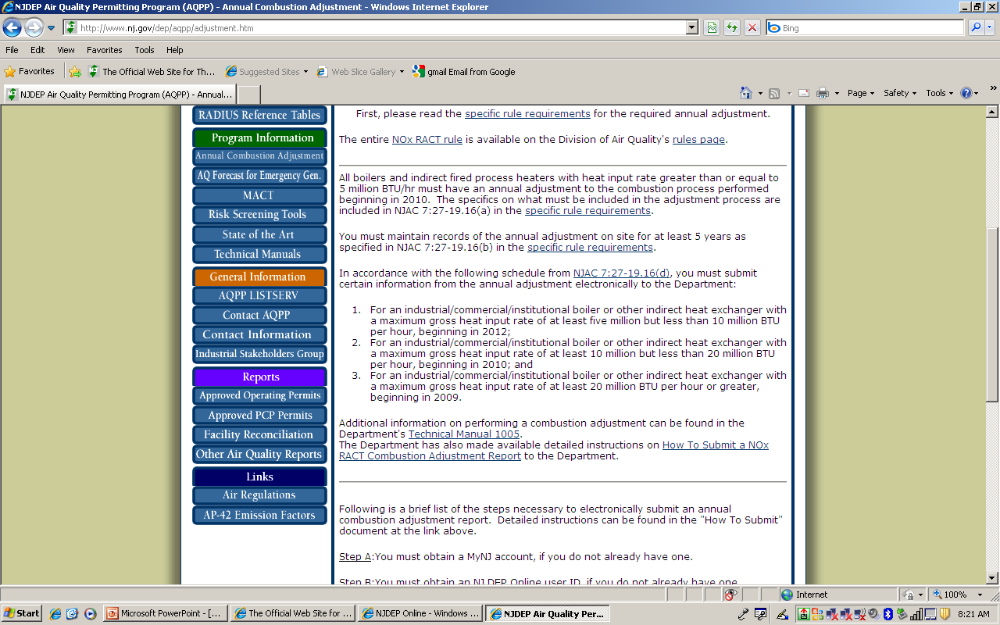 NJDEP Air Quality Permitting Program (AQPP) - Annual Combustion Adjustment - Windows Internet Explorer
http://www.nj.gov/dep/aqpp/adjustment.htm
Bing
File Edit View Favorites Tools Help
Favorites The Official Web Site for Th... Suggested Sites Web Slice Gallery gmail Email from Google
NJDEP Air Quality Permitting Program (AQPP) - Annual... Page Safety Tools
RADIUS Reference Tables
Program Information
Annual Combustion Adjustment
AQ Forecast for Emergency Gen.
MACT
Risk Screening Tools
State of the Art
Technical Manuals
General Information
AQPP LISTSERV
Contact AQPP
Contact Information
Industrial Stakeholders Group
Reports
Approved Operating Permits
Approved PCP Permits
Facility Reconciliation
Other Air Quality Reports
Links
Air Regulations
AP-42 Emission Factors
First, please read the specific rule requirements for the required annual adjustment.
The entire NOx RACT rule is available on the Division of Air Quality's rules page.
All boilers and indirect fired process heaters with heat input rate greater than or equal to
5 million BTU/hr must have an annual adjustment to the combustion process performed
beginning in 2010. The specifics on what must be included in the adjustment process are
included in NJAC 7:27-19.16(a) in the specific rule requirements.
You must maintain records of the annual adjustment on site for at least 5 years as
specified in NJAC 7:27-19.16(b) in the specific rule requirements.
In accordance with the following schedule from NJAC 7:27-19.16(d), you must submit
certain information from the annual adjustment electronically to the Department:
1. For an industrial/commercial/institutional boiler or other indirect heat exchanger with
a maximum gross heat input rate of at least five million but less than 10 million BTU
per hour, beginning in 2012;
2. For an industrial/commercial/institutional boiler or other indirect heat exchanger with
a maximum gross heat input rate of at least 10 million but less than 20 million BTU
per hour, beginning in 2010; and
3. For an industrial/commercial/institutional boiler or other indirect heat exchanger with
a maximum gross heat input rate of at least 20 million BTU per hour or greater,
beginning in 2009.
Additional information on performing a combustion adjustment can be found in the
Department's Technical Manual 1005.
The Department has also made available detailed instructions on How To Submit a NOx
RACT Combustion Adjustment Report to the Department.
Following is a brief list of the steps necessary to electronically submit an annual
combustion adjustment report. Detailed instructions can be found in the "How To Submit"
document at the link above.
Step A:You must obtain a MyNJ account, if you do not already have one.
Step B:You must obtain an NJ DEP Online user ID, if you do not already have one.
Internet 100%
Start Microsoft PowerPoint - [... The Official Web Site for ... NJDEP Online - Windows ... NJDEP Air Quality Per... 8:21 AM